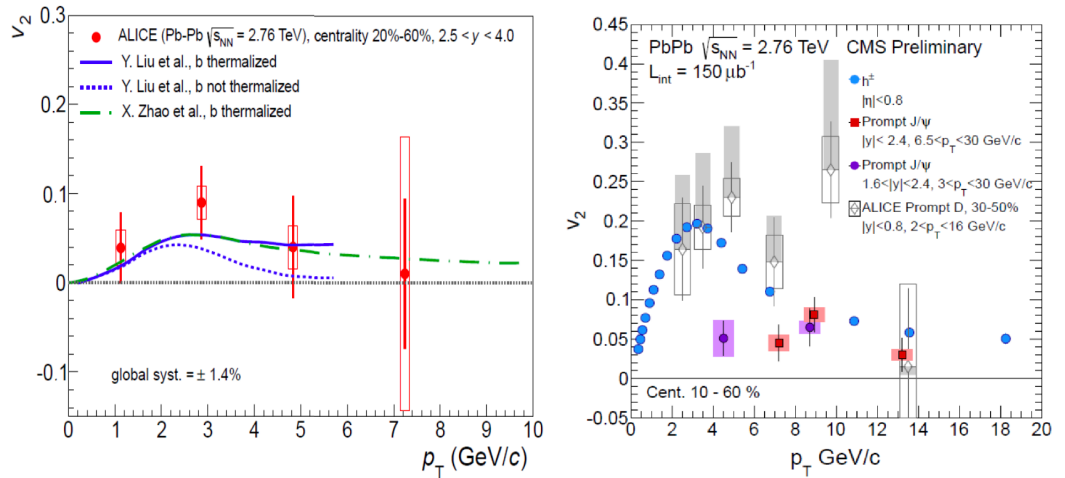 v2
0.3
0.2
0.1
0
-0.1
ALICE (Pb-Pb √sNN = 2.76 TeV), centrality 20%-60%, 2.5 < y < 4.0
Y. Liu et al., b thermalized
Y. Liu et al., b not thermalized
X. Zhao et al., b thermalized
global syst. = ± 1.4%
0 1 2 3 4 5 6 7 8 9 10
pT (GeV/c)
v2
0.45
0.4
0.35
0.3
0.25
0.2
0.15
0.1
0.05
0
-0.05
PbPb √sNN = 2.76 TeV CMS Preliminary
Lint = 150 μb-1
h±
|η|<0.8
Prompt J/ψ
|y|< 2.4, 6.5<pT<30 GeV/c
Prompt J/ψ
1.6<|y|<2.4, 3<pT<30 GeV/c
ALICE Prompt D, 30-50%
|y|<0.8, 2<pT<16 GeV/c
Cent. 10 - 60 %
0 2 4 6 8 10 12 14 16 18 20
pT GeV/c